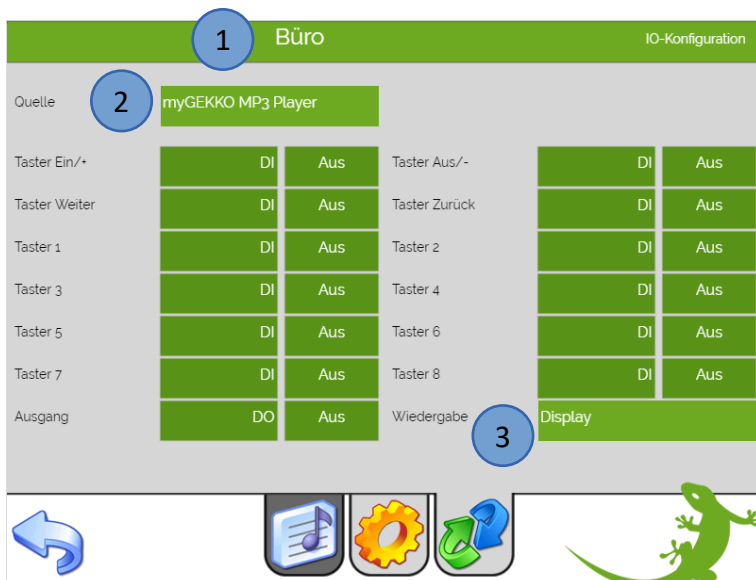 1 Büro IO-Konfiguration
Quelle 2 myGEKKO MP3 Player
Taster Ein/+ DI Aus Taster Aus/- DI Aus
Taster Weiter DI Aus Taster Zurück DI Aus
Taster 1 DI Aus Taster 2 DI Aus
Taster 3 DI Aus Taster 4 DI Aus
Taster 5 DI Aus Taster 6 DI Aus
Taster 7 DI Aus Taster 8 DI Aus
Ausgang DO Aus Wiedergabe 3 Display